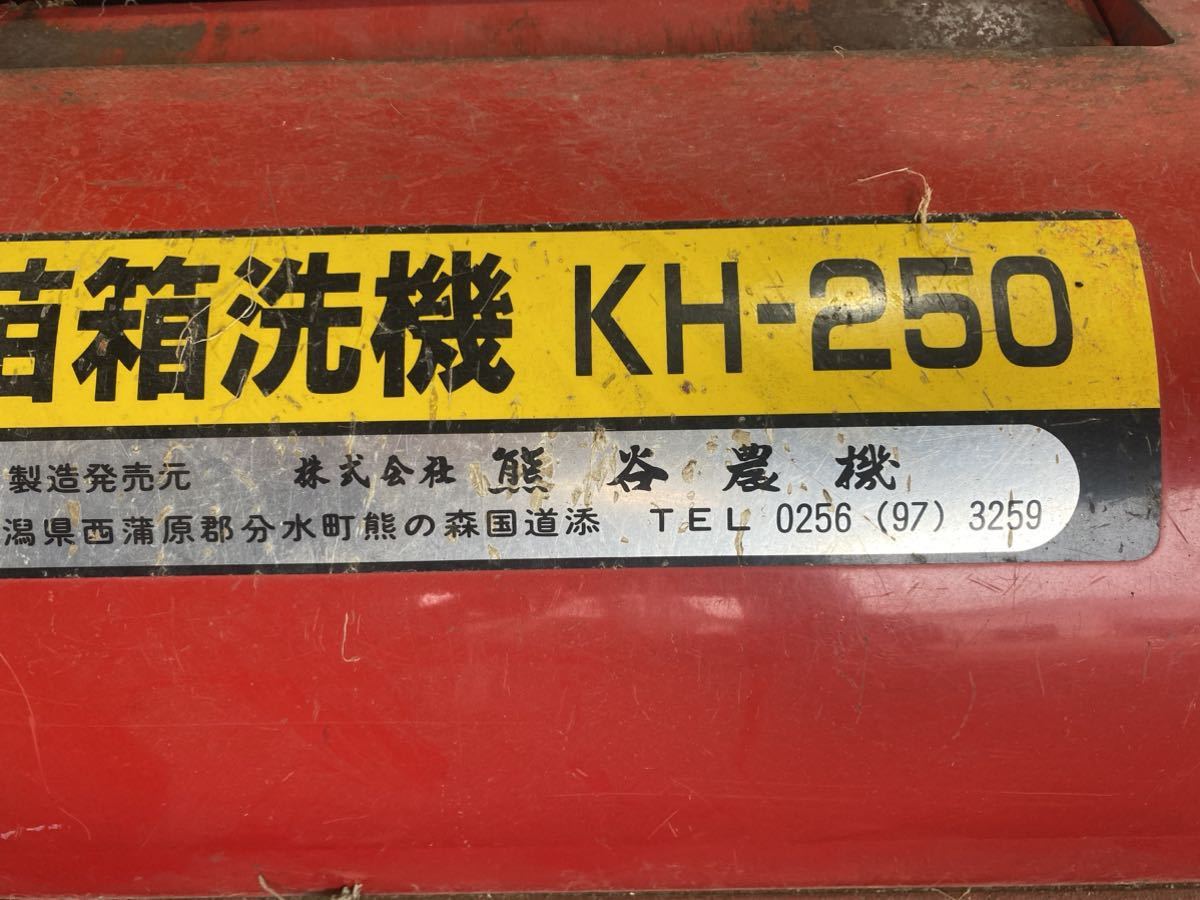 苗箱洗機 KH-250
製造発売元 株式会社 熊谷農機
潟県西蒲原郡分水町熊の森国道添 TEL 0256 (97) 3259